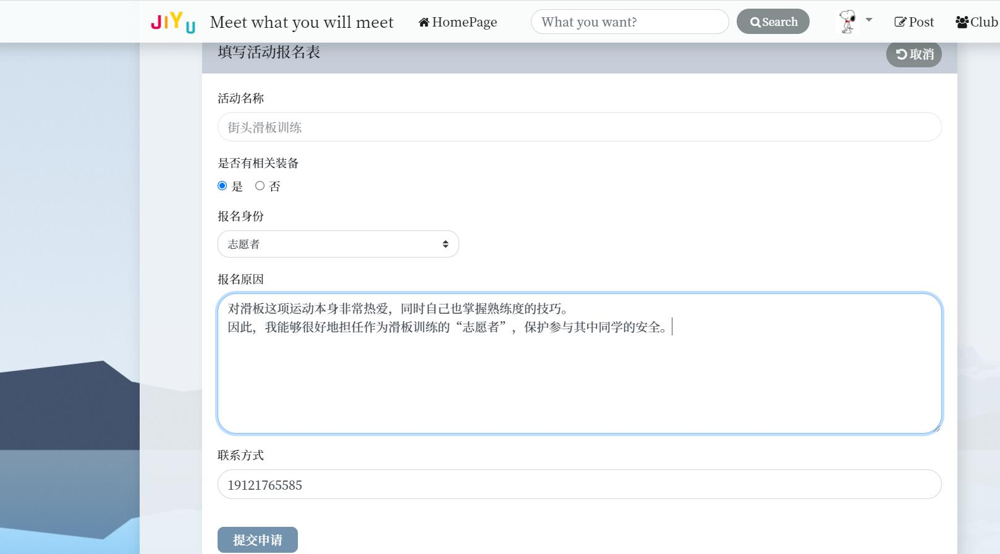 JIYU Meet what you will meet HomePage What you want? Search Post Club
填写活动报名表 取消
活动名称
街头滑板训练
是否有相关装备
是 否
报名身份
志愿者
报名原因
对滑板这项运动本身非常热爱，同时自己也掌握熟练度的技巧。
因此，我能够很好地担任作为滑板训练的“志愿者”，保护参与其中同学的安全。
联系方式
19121765585
提交申请